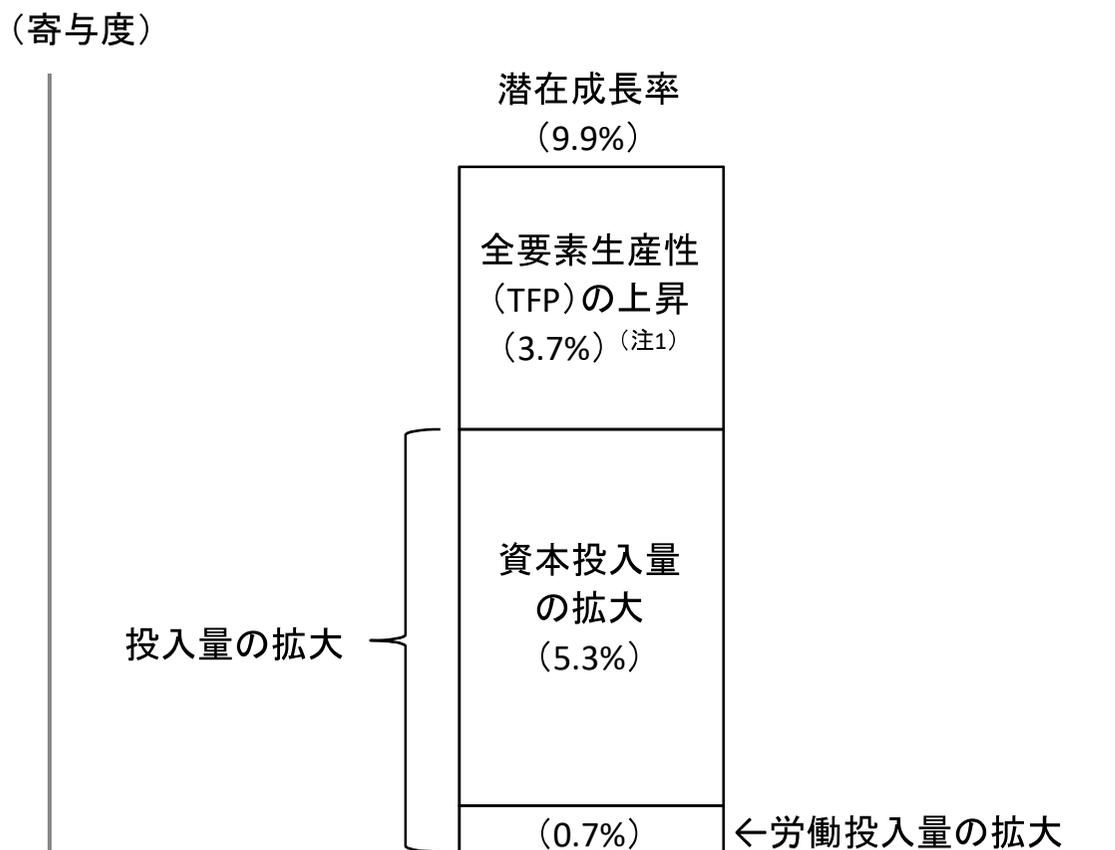 （寄与度）
潜在成長率
（9.9%）
全要素生産性
（TFP）の上昇
（3.7%）（注1）
資本投入量
の拡大
（5.3%）
投入量の拡大
（0.7%）
←労働投入量の拡大